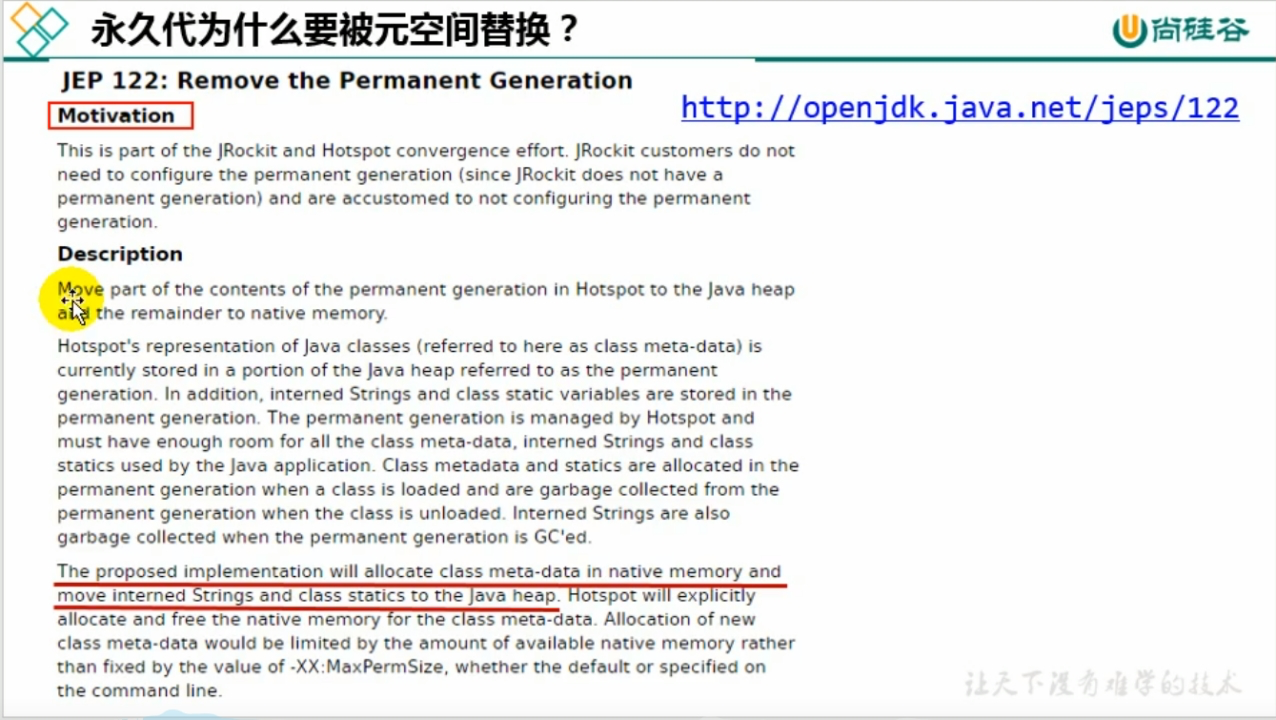 永久代为什么要被元空间替换？
尚硅谷
JEP 122: Remove the Permanent Generation
http://openjdk.java.net/jeps/122
Motivation
This is part of the JRockit and Hotspot convergence effort. JRockit customers do not
need to configure the permanent generation (since JRockit does not have a
permanent generation) and are accustomed to not configuring the permanent
generation.
Description
Move part of the contents of the permanent generation in Hotspot to the Java heap
and the remainder to native memory.
Hotspot's representation of Java classes (referred to here as class meta-data) is
currently stored in a portion of the Java heap referred to as the permanent
generation. In addition, interned Strings and class static variables are stored in the
permanent generation. The permanent generation is managed by Hotspot and
must have enough room for all the class meta-data, interned Strings and class
statics used by the Java application. Class metadata and statics are allocated in the
permanent generation when a class is loaded and are garbage collected from the
permanent generation when the class is unloaded. Interned Strings are also
garbage collected when the permanent generation is GC'ed.
The proposed implementation will allocate class meta-data in native memory and
move interned Strings and class statics to the Java heap. Hotspot will explicitly
allocate and free the native memory for the class meta-data. Allocation of new
class meta-data would be limited by the amount of available native memory rather
than fixed by the value of -XX:MaxPermSize, whether the default or specified on
the command line.
让天下没有难学的技术